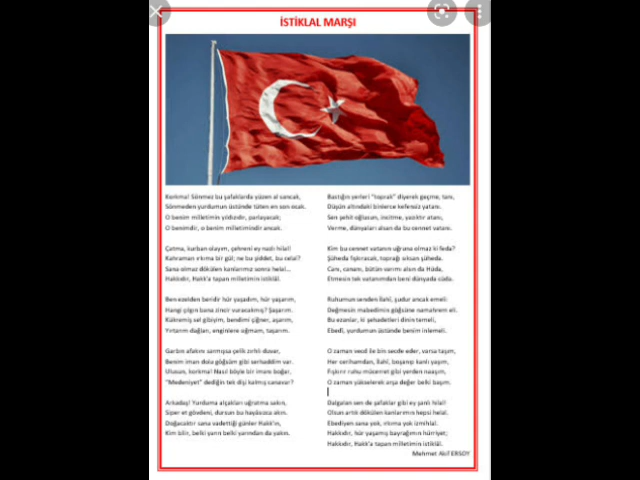 İSTİKLAL MARŞI
Korkma! Sönmez bu şafaklarda yüzen al sancak,
Sönmeden yurdumun üstünde tüten en son ocak.
O benim milletimin yıldızıdır, parlayacak;
O benimdir, o benim milletimindir ancak.
Çatma, kurban olayım, çehreni ey nazlı hilal!
Kahraman ırkıma bir gül; ne bu şiddet, bu celal?
Sana olmaz dökülen kanlarımız sonra helal...
Hakkıdır, Hakk'a tapan milletimin istiklâl.
Ben ezelden beridir hür yaşadım, hür yaşarım,
Hangi çılgın bana zincir vuracakmış? Şaşarım.
Kükremiş sel gibiyim, bendimi çiğner, aşarım,
Yırtarım dağları, enginlere sığmam, taşarım.
Garbın afakını sarmışsa çelik zırhlı duvar,
Benim iman dolu göğsüm gibi serhaddim var.
Ulusun, korkma! Nasıl böyle bir imanı boğar,
"Medeniyet" dediğin tek dişi kalmış canavar?
Arkadaş! Yurduma alçakları uğratma sakın,
Siper et gövdeni, dursun bu hayâsızca akın.
Doğacaktır sana vadettiği günler Hakk'ın,
Kim bilir, belki yarın belki yarından da yakın.
Bastığın yerleri "toprak" diyerek geçme, tanı,
Düşün altındaki binlerce kefensiz yatanı.
Sen şehit oğlusun, incitme, yazıktır atanı,
Verme, dünyaları alsan da bu cennet vatanı.
Kim bu cennet vatanın uğruna olmaz ki feda?
Şüheda fışkıracak, toprağı sıksan şüheda.
Canı, cananı, bütün varımı alsın da Hüda,
Etmesin tek vatanımdan beni dünyada cüda.
Ruhumun senden İlahî, şudur ancak emeli:
Değmesin mabedimin göğsüne namahrem eli.
Bu ezanlar, ki şehadetleri dinin temeli,
Ebedî, yurdumun üstünde benim inlemeli.
O zaman vecd ile bin secde eder, varsa taşım,
Her cerihamdan, İlahî, boşanıp kanlı yaşım,
Fışkırır ruhu mücerret gibi yerden naaşım,
O zaman yükselerek arşa değer belki başım.
Dalgalan sen de şafaklar gibi ey şanlı hilal!
Olsun artık dökülen kanlarımın hepsi helal.
Ebediyen sana yok, ırkıma yok izmihlal.
Hakkıdır, hür yaşamış bayrağımın hürriyet;
Hakkıdır, Hakk'a tapan milletimin istiklâl.
Mehmet Akif ERSOY